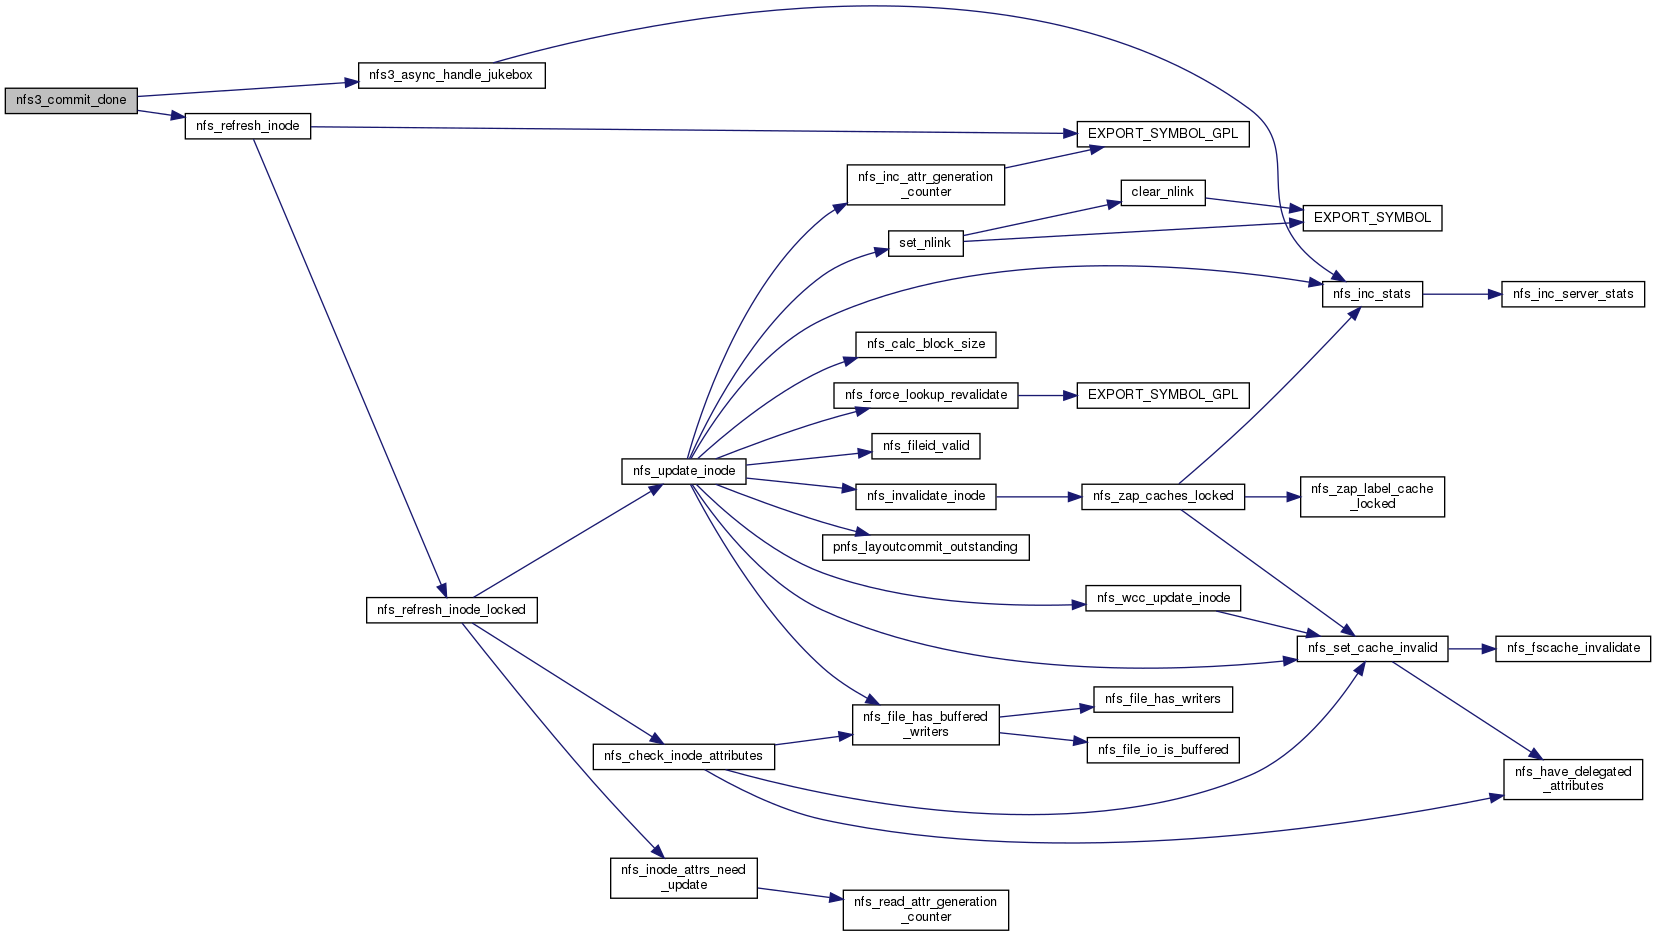 nfs3_async_handle_jukebox
nfs3_commit_done
nfs_refresh_inode
EXPORT_SYMBOL_GPL
nfs_inc_attr_generation
_counter
clear_nlink
EXPORT_SYMBOL
set_nlink
nfs_inc_stats
nfs_inc_server_stats
nfs_calc_block_size
nfs_force_lookup_revalidate
EXPORT_SYMBOL_GPL
nfs_fileid_valid
nfs_update_inode
nfs_invalidate_inode
nfs_zap_caches_locked
nfs_zap_label_cache
_locked
pnfs_layoutcommit_outstanding
nfs_wcc_update_inode
nfs_refresh_inode_locked
nfs_set_cache_invalid
nfs_fscache_invalidate
nfs_file_has_writers
nfs_file_has_buffered
_writers
nfs_file_io_is_buffered
nfs_check_inode_attributes
nfs_have_delegated
_attributes
nfs_inode_attrs_need
_update
nfs_read_attr_generation
_counter